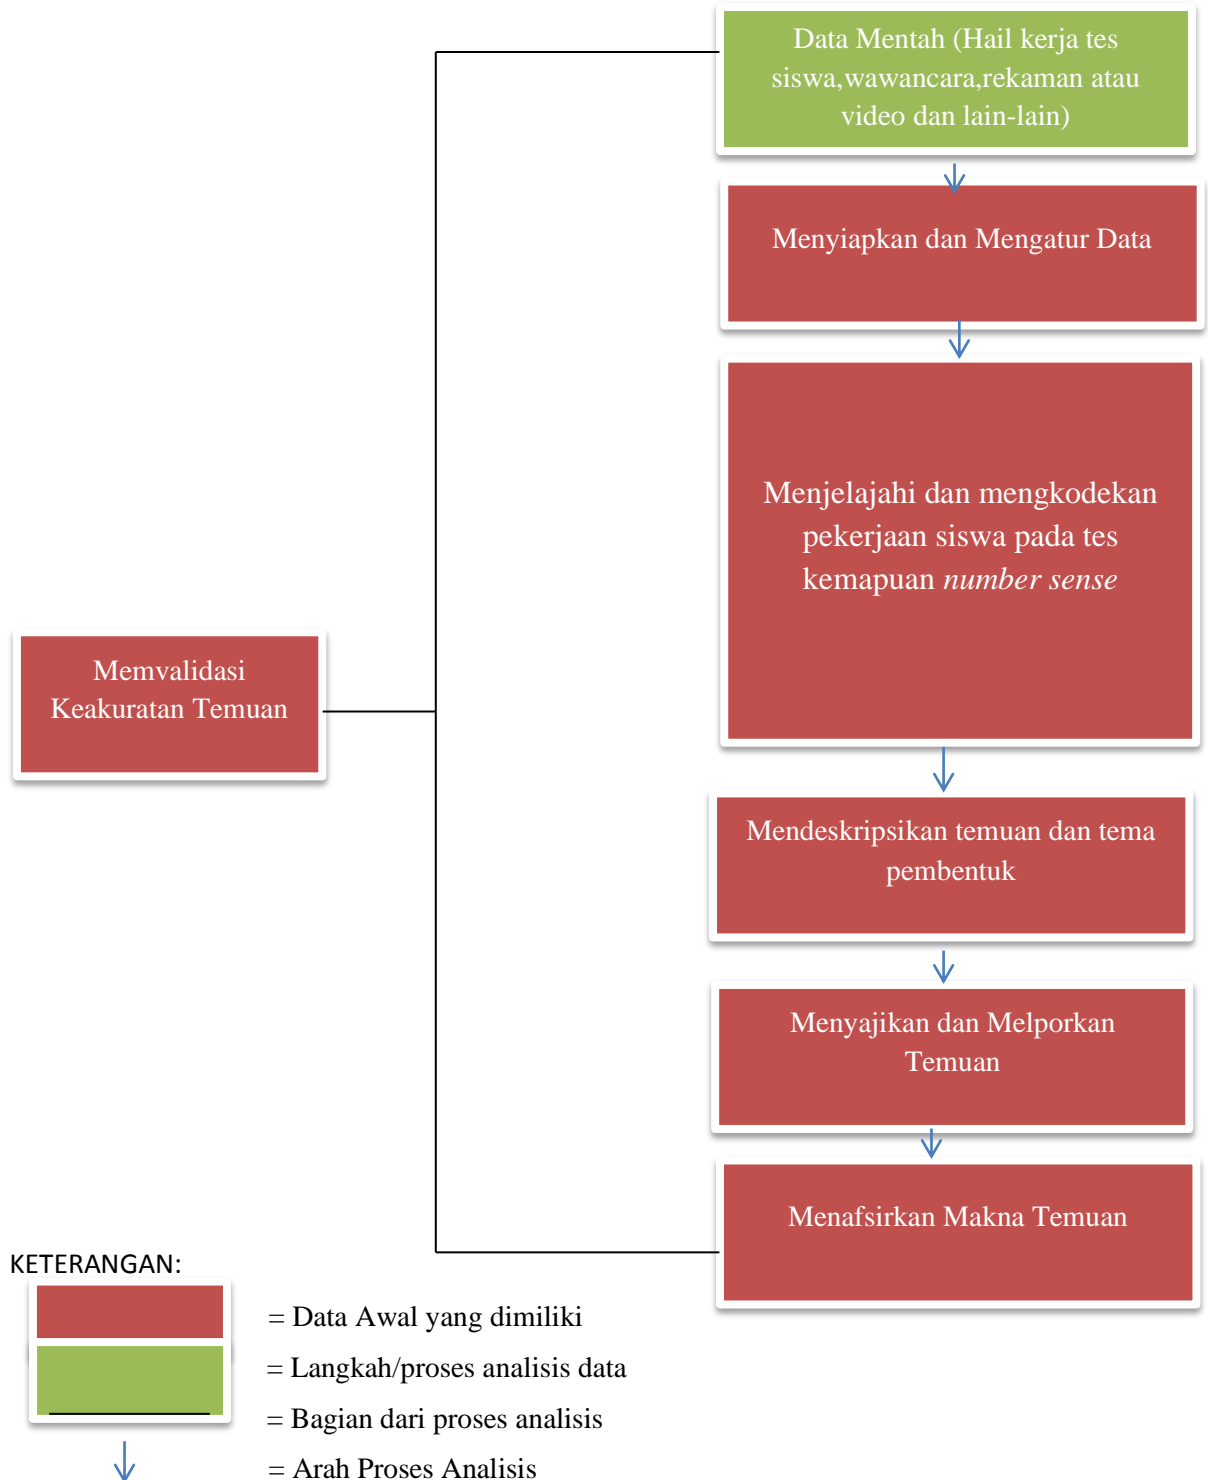 Data Mentah (Hail kerja tes
siswa,wawancara,rekaman atau
video dan lain-lain)
Menyiapkan dan Mengatur Data
Menjelajahi dan mengkodekan
pekerjaan siswa pada tes
kemapuan number sense
Memvalidasi
Keakuratan Temuan
Mendeskripsikan temuan dan tema
pembentuk
Menyajikan dan Melporkan
Temuan
Menafsirkan Makna Temuan
KETERANGAN:
= Data Awal yang dimiliki
= Langkah/proses analisis data
= Bagian dari proses analisis
= Arah Proses Analisis